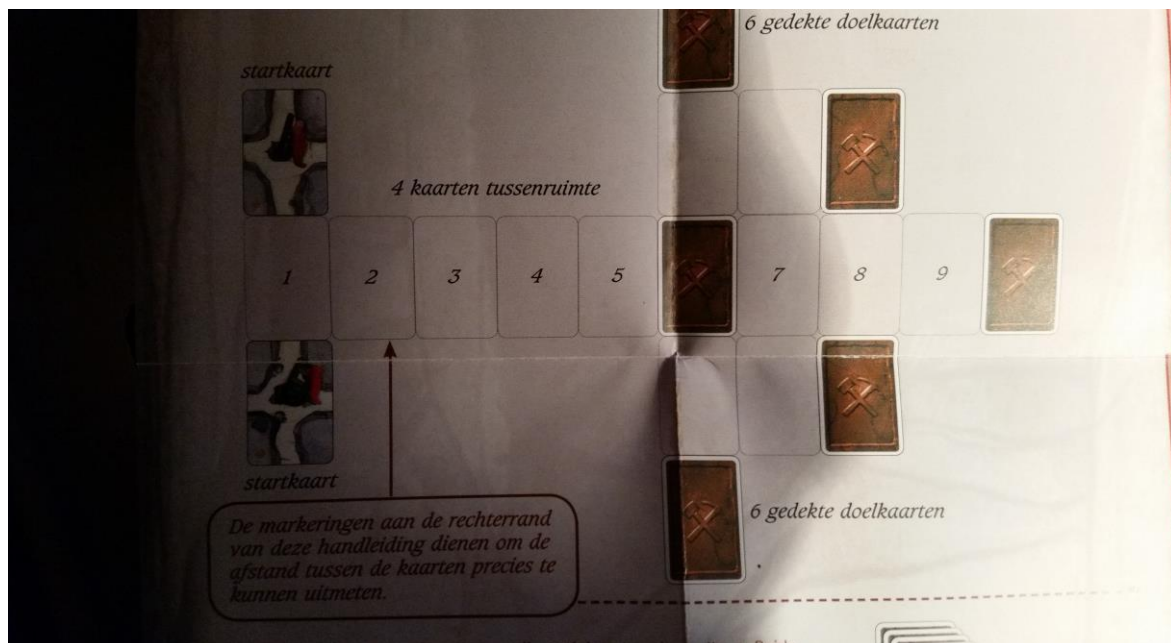 6 gedekte doelkaarten
startkaart
4 kaarten tussenruimte
1 2 3 4 5 7 8 9
startkaart
6 gedekte doelkaarten
De markeringen aan de rechterrand
van deze handleiding dienen om de
afstand tussen de kaarten precies te
kunnen uitmeten.